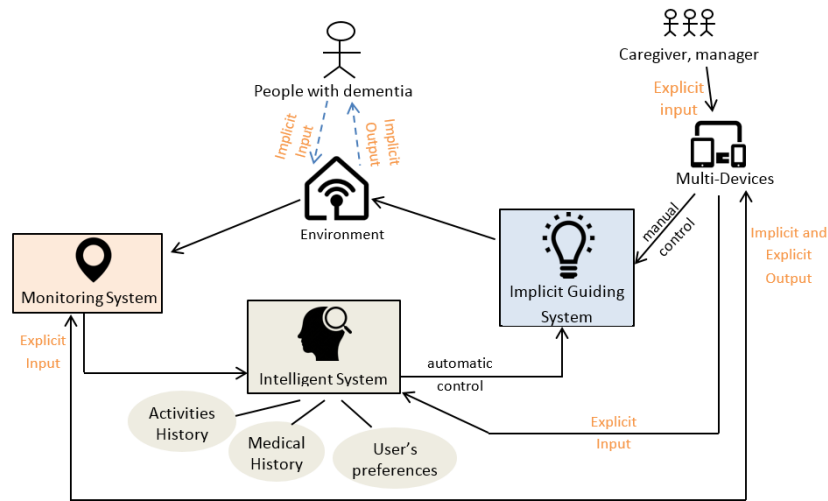 Caregiver, manager
People with dementia
Explicit
input
Implicit
Input
Implicit
Output
Multi-Devices
Environment
manual
control
Implicit and
Explicit
Output
Monitoring System
Implicit Guiding
System
Explicit
Input
Intelligent System
automatic
control
Activities
History
Medical
History
User's
preferences
Explicit
Input